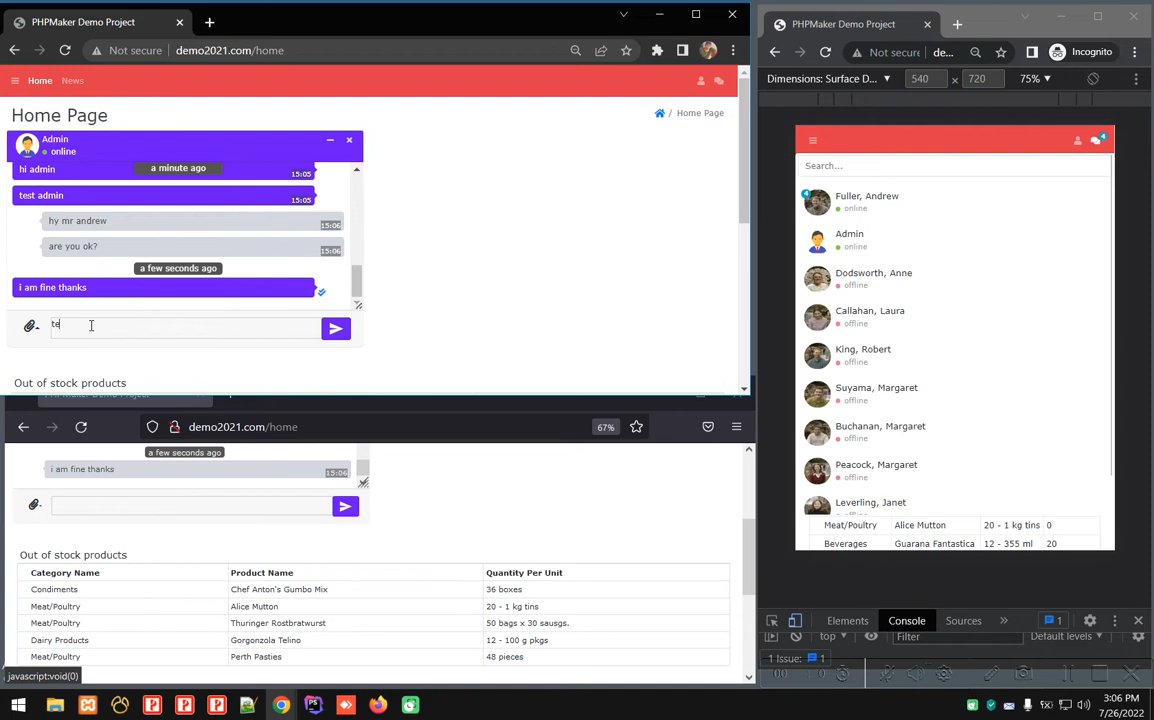 PHPMaker Demo Project
Not secure
demo2021.com/home
Home
News
Home Page
/ Home Page
Admin
online
hi admin
a minute ago
15:05
test admin
15:05
hy mr andrew
15:06
are you ok?
15:06
a few seconds ago
i am fine thanks
te
Out of stock products
demo2021.com/home
67%
a few seconds ago
i am fine thanks
15:06
Out of stock products
Category Name Product Name Quantity Per Unit
Condiments Chef Anton's Gumbo Mix 36 boxes
Meat/Poultry Alice Mutton 20 - 1 kg tins
Meat/Poultry Thuringer Rostbratwurst 50 bags x 30 sausgs.
Dairy Products Gorgonzola Telino 12 - 100 g pkgs
Meat/Poultry Perth Pasties 48 pieces
javascript:void(0)
PHPMaker Demo Project
Not secure
de...
Incognito
Dimensions: Surface D... 540 × 720 75%
4
Search...
4
Fuller, Andrew
online
Admin
online
Dodsworth, Anne
offline
Callahan, Laura
offline
King, Robert
offline
Suyama, Margaret
offline
Buchanan, Margaret
offline
Peacock, Margaret
offline
Leverling, Janet
Meat/Poultry Alice Mutton 20 - 1 kg tins 0
Beverages Guarana Fantastica 12 - 355 ml 20
Elements Console Sources 1
top Filter Default levels
1 Issue: 1
3:06 PM
7/26/2022